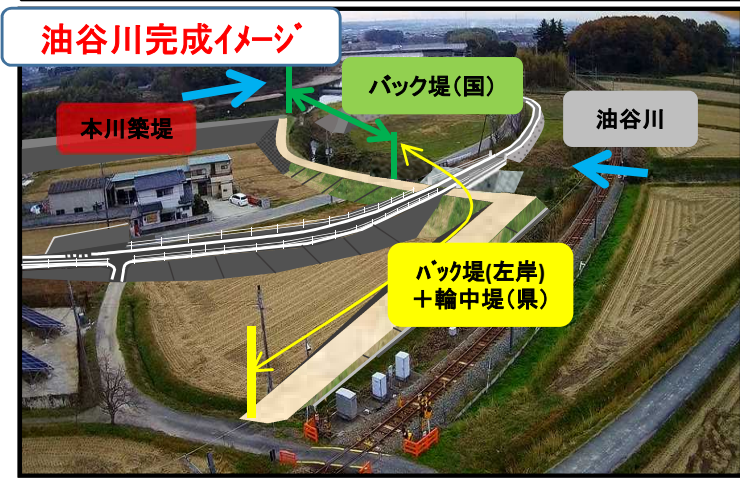 油谷川完成イメージ
バック堤（国）
本川築堤
油谷川
バック堤(左岸)
＋輪中堤（県）